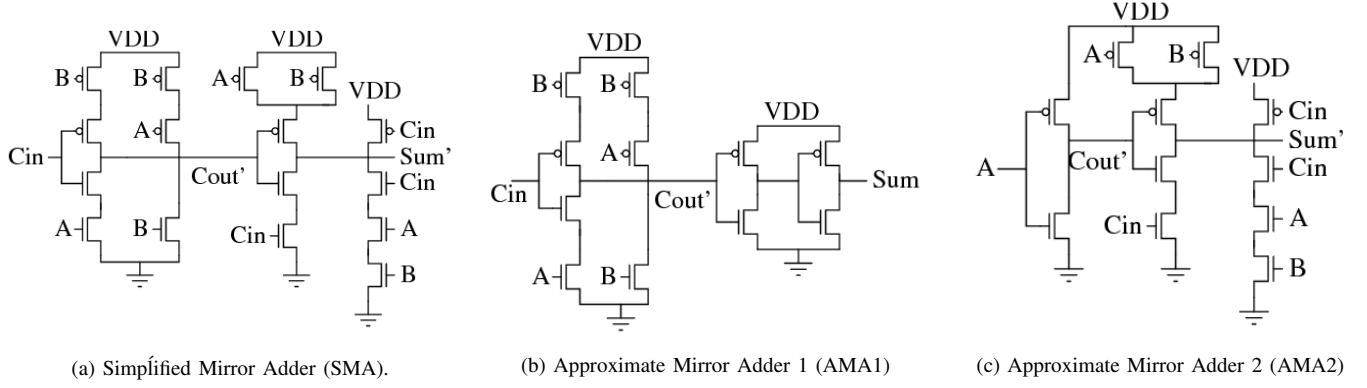 VDD
VDD
B
B
A
B
VDD
A
Cin
Cin
Sum'
Cout'
Cin
A
B
Cin
A
B
VDD
B
B
VDD
A
Cin
Cout'
Sum
A
B
VDD
A
B
VDD
Cin
Sum'
A
Cout'
Cin
Cin
A
B
(a) Simplified Mirror Adder (SMA).
(b) Approximate Mirror Adder 1 (AMA1)
(c) Approximate Mirror Adder 2 (AMA2)